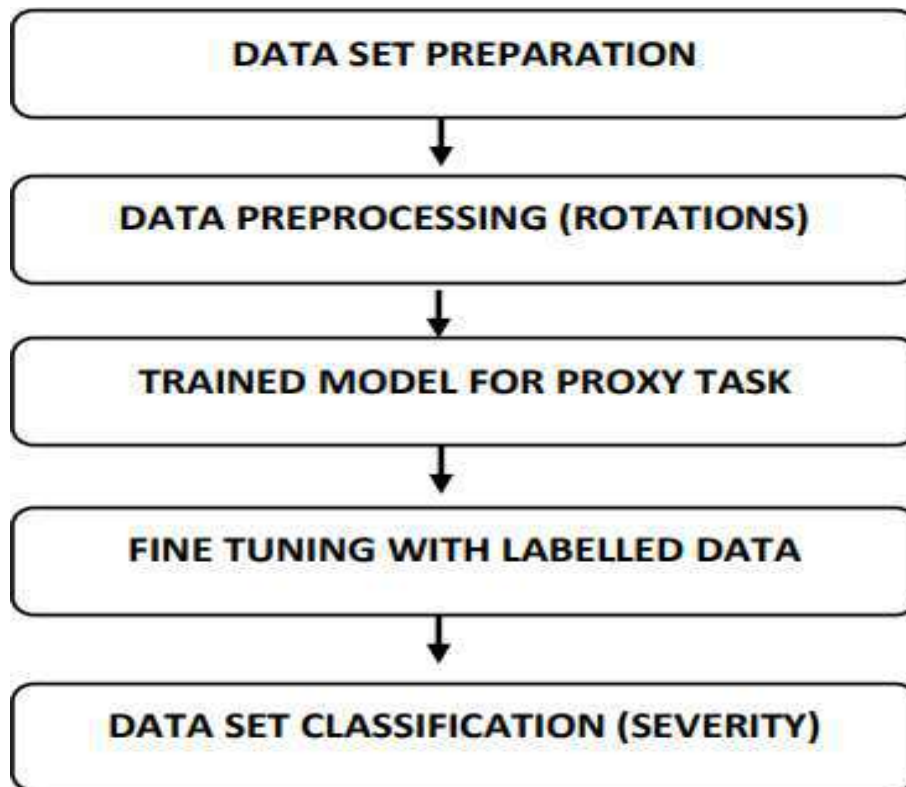 DATA SET PREPARATION
DATA PREPROCESSING (ROTATIONS)
TRAINED MODEL FOR PROXY TASK
FINE TUNING WITH LABELLED DATA
DATA SET CLASSIFICATION (SEVERITY)